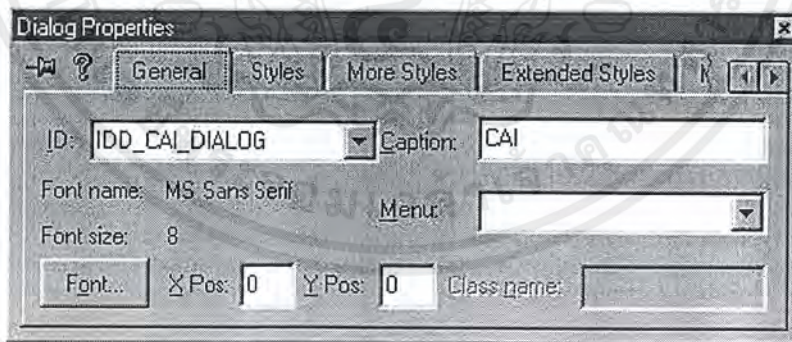 Dialog Properties
General Styles More Styles Extended Styles
ID: IDD_CAI_DIALOG Caption: CAI
Font name: MS Sans Serif Menu:
Font size: 8
Font... X Pos: 0 Y Pos: 0 Class name: